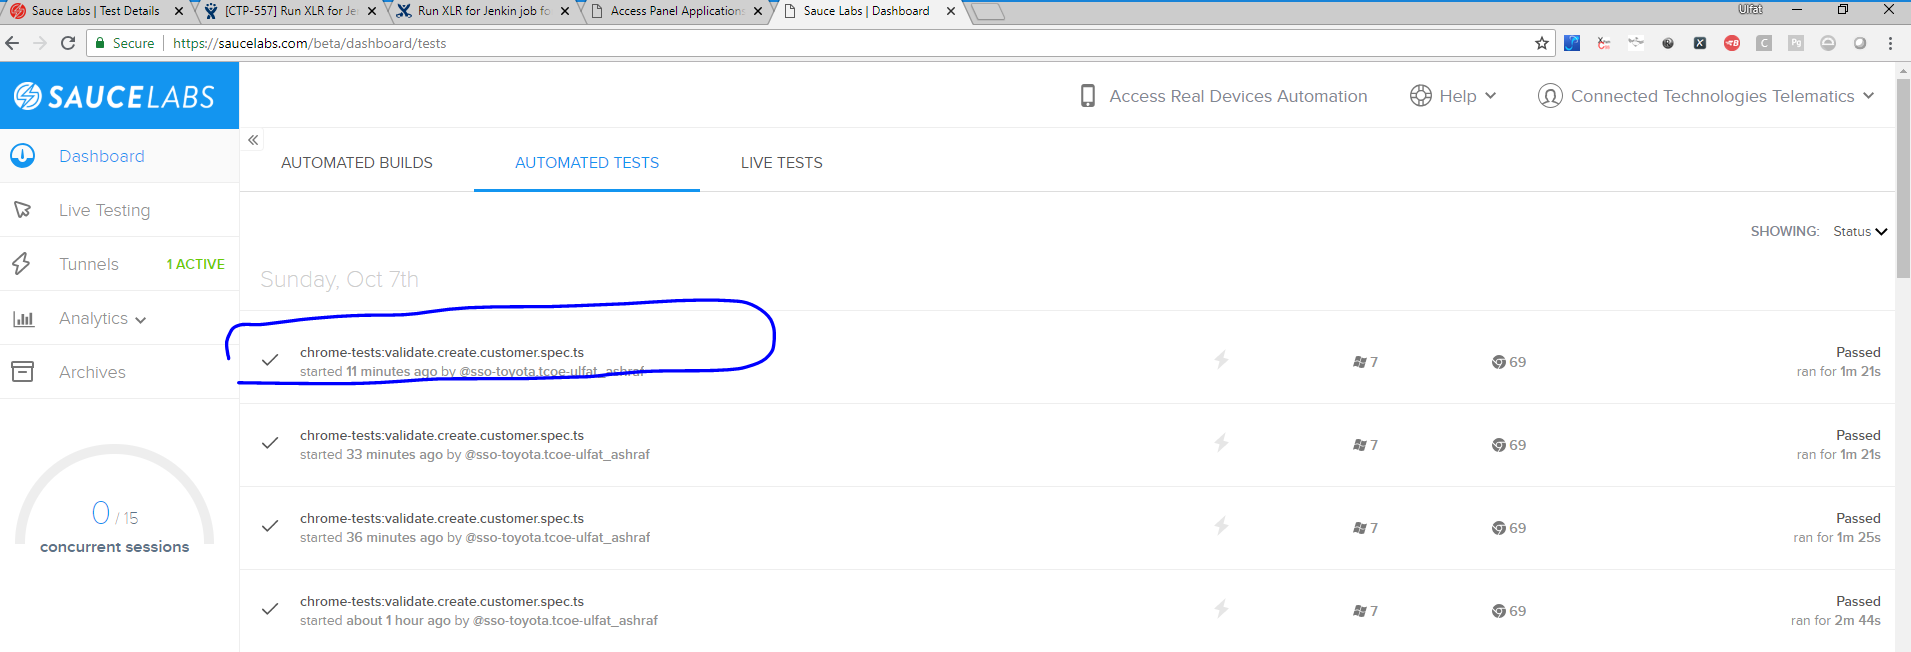 Sauce Labs | Test Details
[CTP-557] Run XLR for Je
Run XLR for Jenkin job fo
Access Panel Applications
Sauce Labs | Dashboard
Ulfat
Secure
https://saucelabs.com/beta/dashboard/tests
SAUCELABS
Access Real Devices Automation
Help
Connected Technologies Telematics
Dashboard
Live Testing
Tunnels
1 ACTIVE
Analytics
Archives
0 / 15
concurrent sessions
AUTOMATED BUILDS
AUTOMATED TESTS
LIVE TESTS
SHOWING: Status
Sunday, Oct 7th
chrome-tests:validate.create.customer.spec.ts
started 11 minutes ago by @sso-toyota.tcoe-ulfat_ashraf
7
69
Passed
ran for 1m 21s
chrome-tests:validate.create.customer.spec.ts
started 33 minutes ago by @sso-toyota.tcoe-ulfat_ashraf
7
69
Passed
ran for 1m 21s
chrome-tests:validate.create.customer.spec.ts
started 36 minutes ago by @sso-toyota.tcoe-ulfat_ashraf
7
69
Passed
ran for 1m 25s
chrome-tests:validate.create.customer.spec.ts
started about 1 hour ago by @sso-toyota.tcoe-ulfat_ashraf
7
69
Passed
ran for 2m 44s